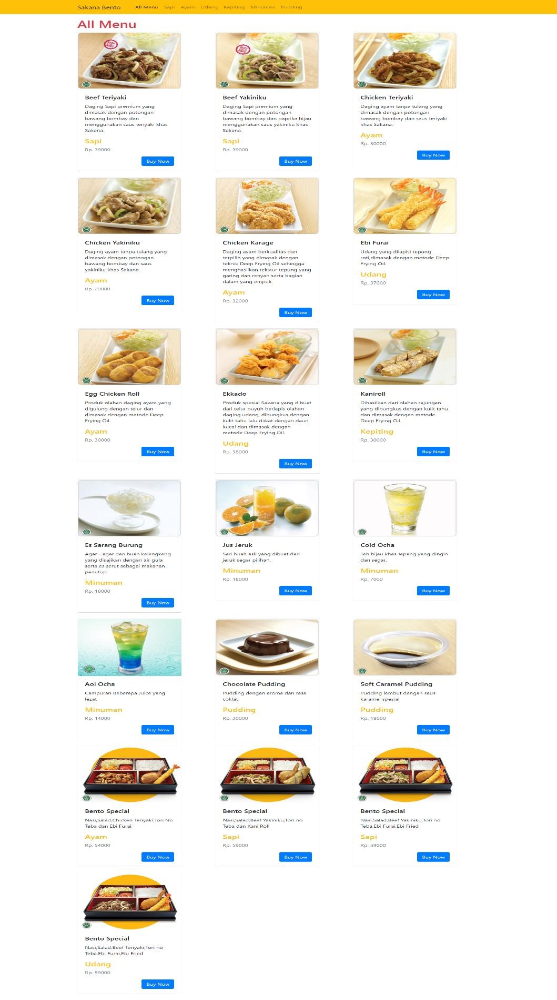 Sakana Bento All Menu Sapi Ayam Udang Kepiting Minuman Pudding
All Menu
Beef Teriyaki
Daging Sapi premium yang
dimasak dengan potongan
bawang bombay dan
menggunakan saus teriyaki khas
Sakana.
Sapi
Rp. 39000
Buy Now
Beef Yakiniku
Daging Sapi premium yang
dimasak dengan potongan
bawang bombay dan paprika hijau
menggunakan saus yakiniku khas
Sakana.
Sapi
Rp. 39000
Buy Now
Chicken Teriyaki
Daging ayam tanpa tulang yang
dimasak dengan potongan
bawang bombay dan saus teriyaki
khas Sakana.
Ayam
Rp. 30000
Buy Now
Chicken Yakiniku
Daging ayam tanpa tulang yang
dimasak dengan potongan
bawang bombay dan saus
yakiniku khas Sakana.
Ayam
Rp. 29000
Buy Now
Chicken Karage
Daging ayam berkualitas dan
terpilih yang dimasak dengan
teknik Deep Frying Oil sehingga
menghasilkan tekstur tepung yang
garing dan renyah serta bagian
dalam yang empuk.
Ayam
Rp. 32000
Buy Now
Ebi Furai
Udang yang dilapisi tepung
roti,dimasak dengan metode Deep
Frying Oil.
Udang
Rp. 37000
Buy Now
Egg Chicken Roll
Produk olahan daging ayam yang
digulung dengan telur dan
dimasak dengan metode Deep
Frying Oil.
Ayam
Rp. 30000
Buy Now
Ekkado
Produk spesial Sakana yang dibuat
dari telur puyuh berlapis olahan
daging udang, dibungkus dengan
kulit tahu lalu diikat dengan daun
kucai dan dimasak dengan
metode Deep Frying Oil.
Udang
Rp. 38000
Buy Now
Kaniroll
Dihasilkan dari olahan rajungan
yang dibungkus dengan kulit tahu
dan dimasak dengan metode
Deep Frying Oil.
Kepiting
Rp. 30000
Buy Now
Es Sarang Burung
Agar - agar dan buah kelengkeng
yang disajikan dengan air gula
serta es serut sebagai makanan
penutup.
Minuman
Rp. 18000
Buy Now
Jus Jeruk
Sari buah asli yang dibuat dari
jeruk segar pilihan.
Minuman
Rp. 18000
Buy Now
Cold Ocha
Teh hijau khas Jepang yang dingin
dan segar.
Minuman
Rp. 7000
Buy Now
Aoi Ocha
Campuran Beberapa Juice yang
lezat
Minuman
Rp. 14000
Buy Now
Chocolate Pudding
Pudding dengan aroma dan rasa
coklat
Pudding
Rp. 20000
Buy Now
Soft Caramel Pudding
Pudding lembut dengan saus
karamel spesial
Pudding
Rp. 18000
Buy Now
Bento Special
Nasi,Salad,Chicken Teriyaki,Tori No
Teba dan Ebi Furai
Ayam
Rp. 54000
Buy Now
Bento Special
Nasi,Salad,Beef Yakiniku,Tori no
Teba dan Kani Roll
Sapi
Rp. 59000
Buy Now
Bento Special
Nasi,Salad,Beef Yakiniku,Tori no
Teba,Ebi Furai,Ebi Fried
Sapi
Rp. 59000
Buy Now
Bento Special
Nasi,Salad,Beef Teriyaki,Tori no
Teba,Ebi Furai,Ebi Fried
Udang
Rp. 59000
Buy Now